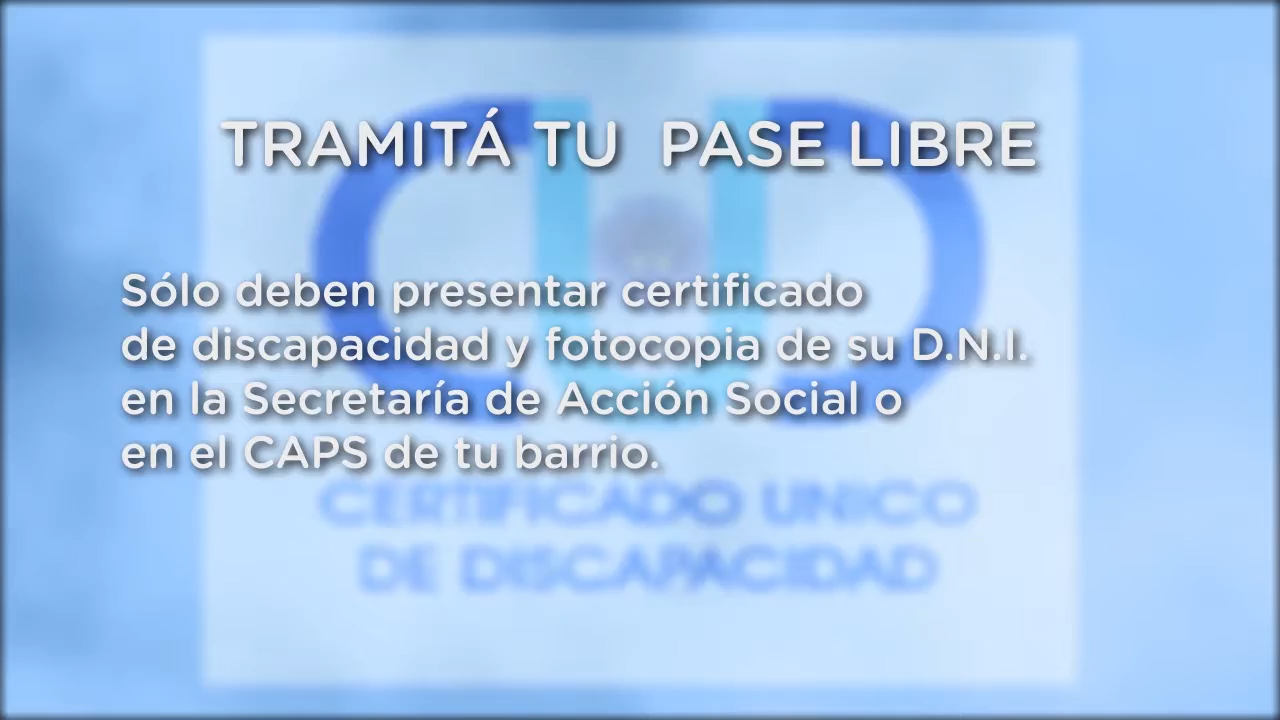 TRAMITÁ TU PASE LIBRE
Sólo deben presentar certificado
de discapacidad y fotocopia de su D.N.I.
en la Secretaría de Acción Social o
en el CAPS de tu barrio.
CUD
CERTIFICADO UNICO
DE DISCAPACIDAD